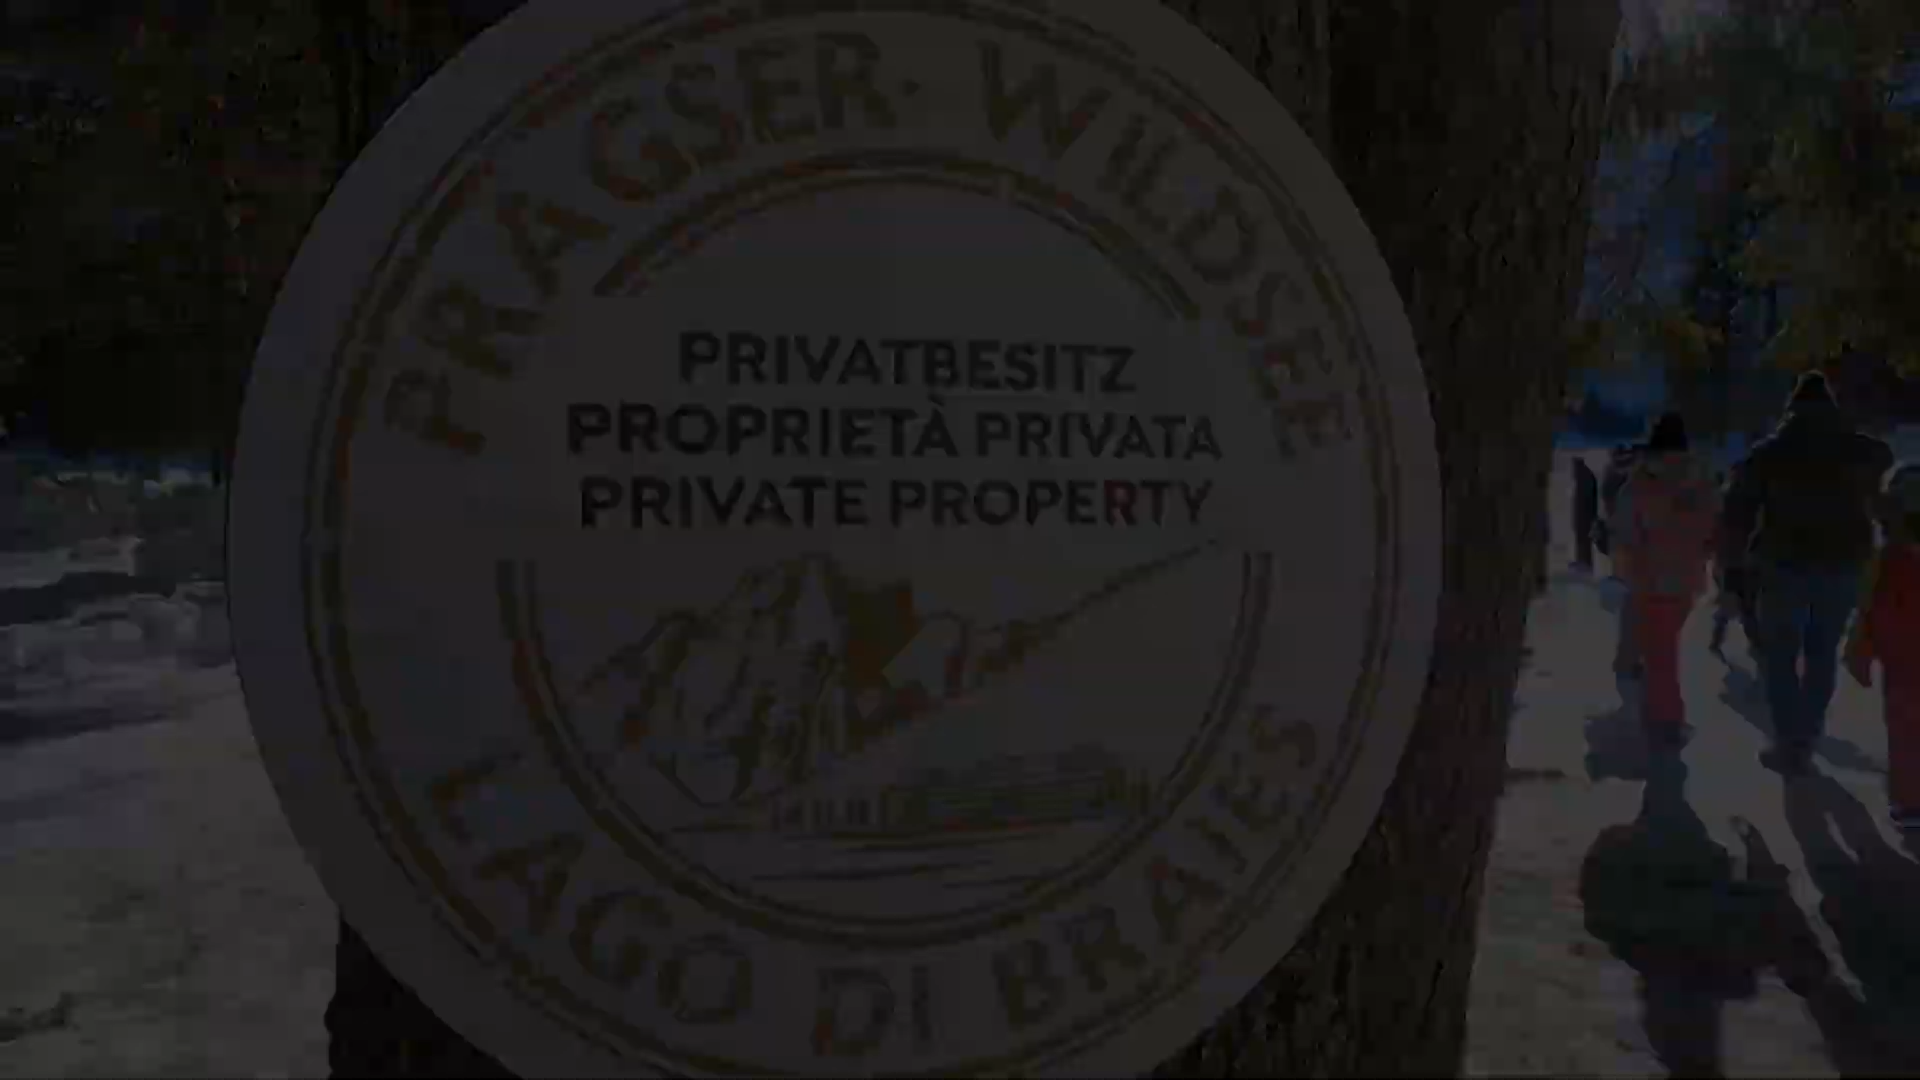 PRAGSER WILDSEE
PRIVATBESITZ
PROPRIETÀ PRIVATA
PRIVATE PROPERTY
LAGO DI BRAIES